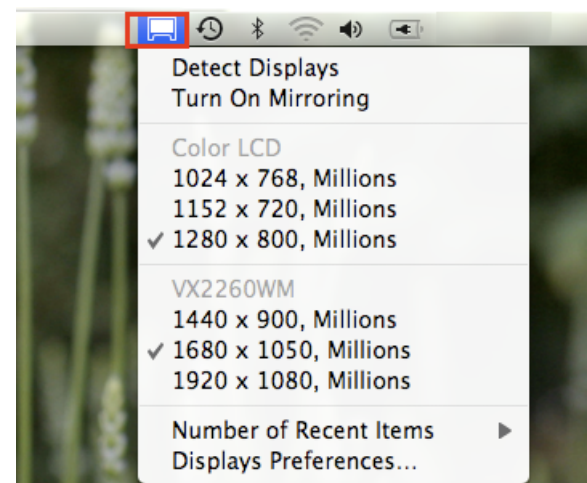 Detect Displays
Turn On Mirroring
Color LCD
1024 x 768, Millions
1152 x 720, Millions
1280 x 800, Millions
VX2260WM
1440 x 900, Millions
1680 x 1050, Millions
1920 x 1080, Millions
Number of Recent Items
Displays Preferences...